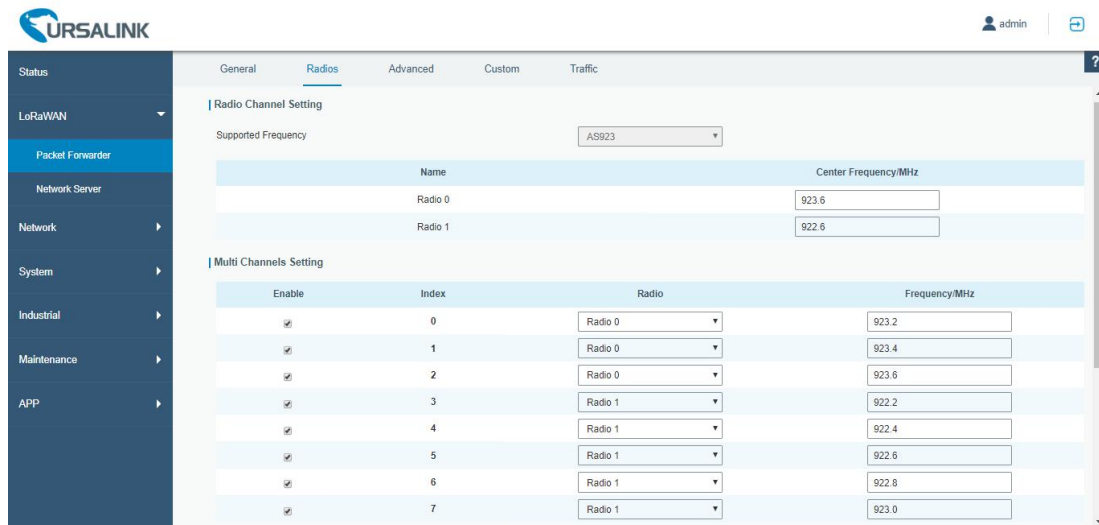 URSALINK
admin
Status
LoRaWAN
Packet Forwarder
Network Server
Network
System
Industrial
Maintenance
APP
General Radios Advanced Custom Traffic
?
Radio Channel Setting
Supported Frequency AS923
Name Center Frequency/MHz
Radio 0 923.6
Radio 1 922.6
Multi Channels Setting
Enable Index Radio Frequency/MHz
0 Radio 0 923.2
1 Radio 0 923.4
2 Radio 0 923.6
3 Radio 1 922.2
4 Radio 1 922.4
5 Radio 1 922.6
6 Radio 1 922.8
7 Radio 1 923.0